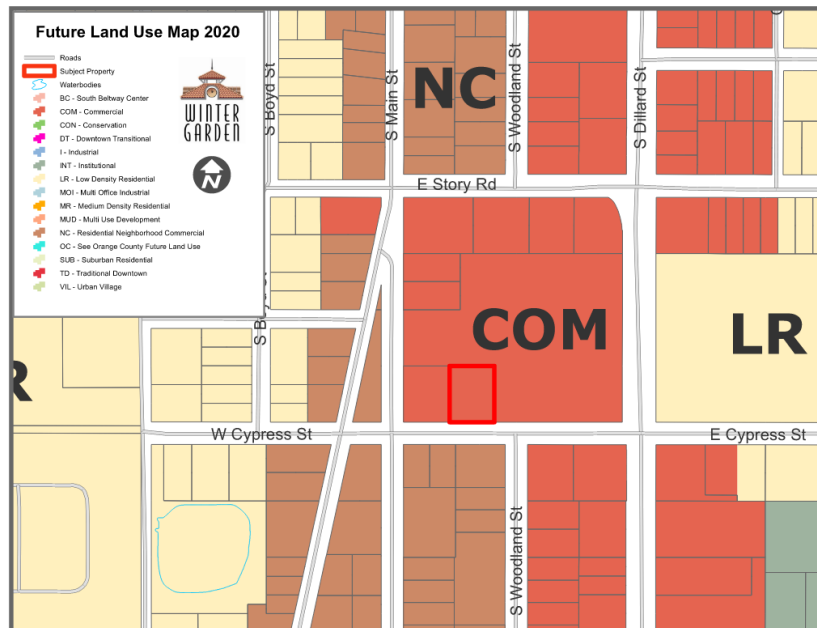 Future Land Use Map 2020
Roads
Subject Property
Waterbodies
BC - South Beltway Center
COM - Commercial
CON - Conservation
DT - Downtown Transitional
I - Industrial
INT - Institutional
LR - Low Density Residential
MOI - Multi Office Industrial
MR - Medium Density Residential
MUD - Multi Use Development
NC - Residential Neighborhood Commercial
OC - See Orange County Future Land Use
SUB - Suburban Residential
TD - Traditional Downtown
VIL - Urban Village
WINTER
GARDEN
N
S Boyd St
S Main St
NC
S Woodland St
S Dillard St
E Story Rd
COM
LR
R
W Cypress St
E Cypress St
S Woodland St